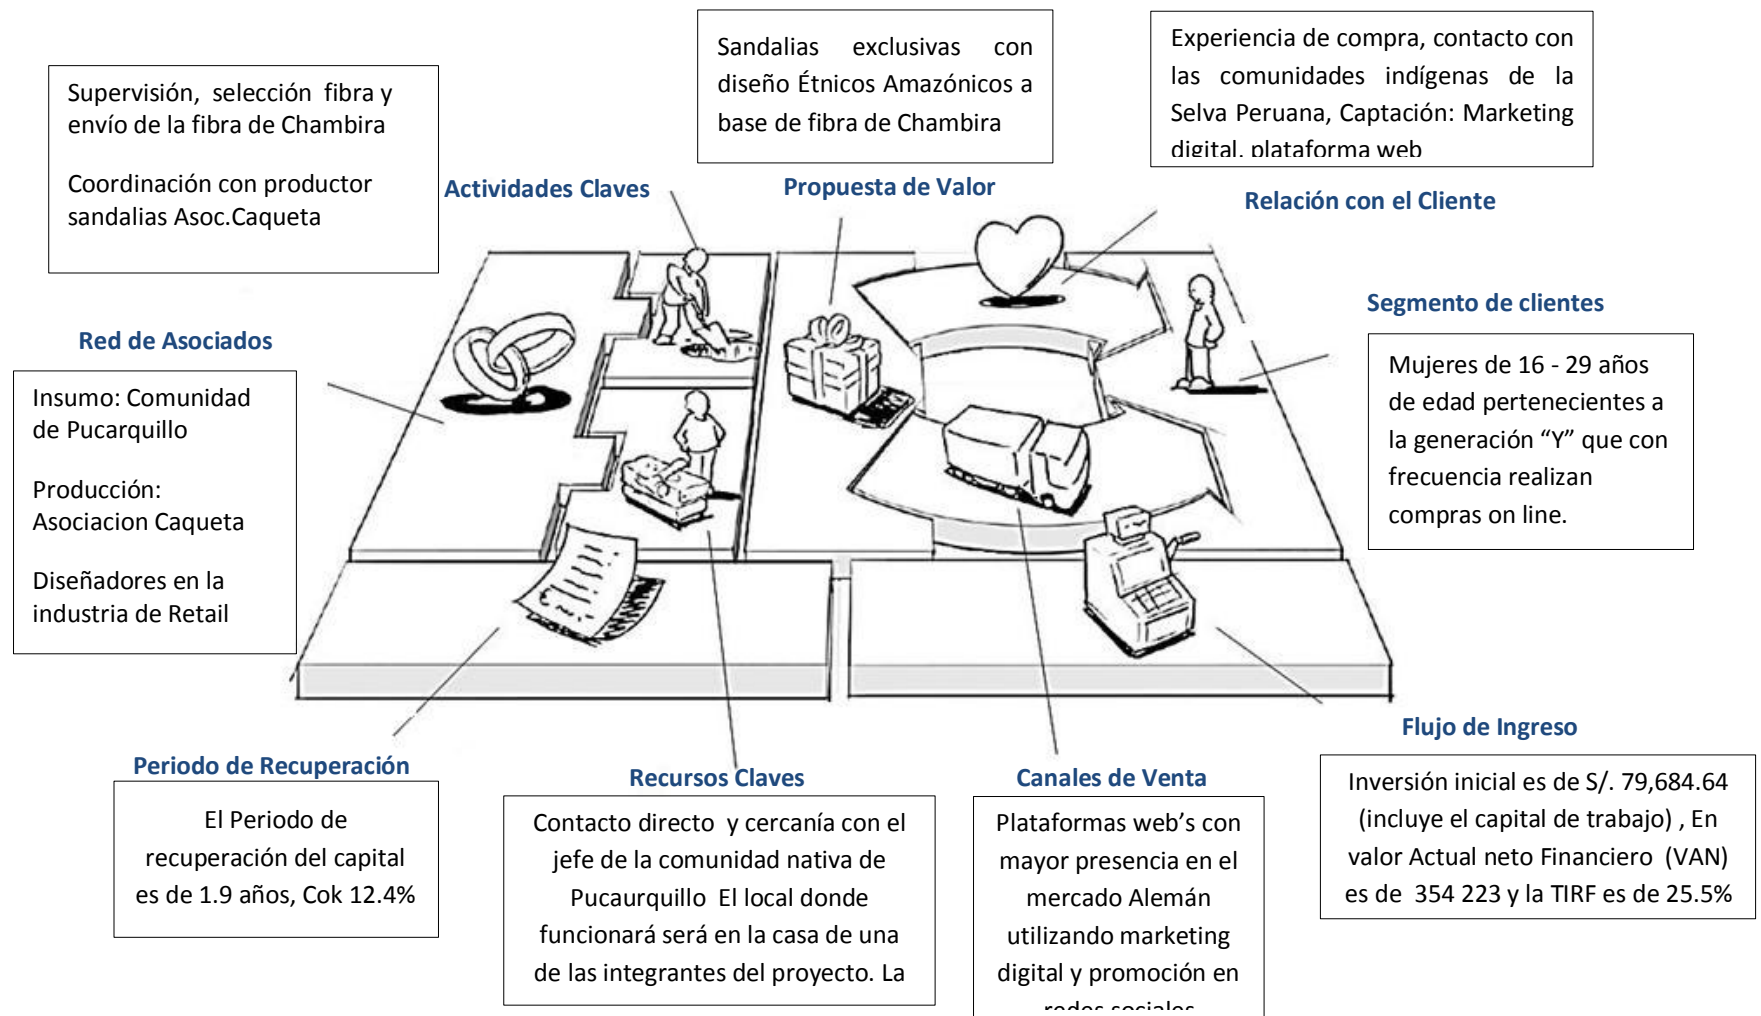 Supervisión, selección fibra y
envío de la fibra de Chambira
Coordinación con productor
sandalias Asoc.Caqueta
Sandalias exclusivas con
diseño Étnicos Amazónicos a
base de fibra de Chambira
Experiencia de compra, contacto con
las comunidades indígenas de la
Selva Peruana, Captación: Marketing
digital, plataforma web
Actividades Claves
Propuesta de Valor
Relación con el Cliente
Red de Asociados
Insumo: Comunidad
de Pucarquillo
Producción:
Asociacion Caqueta
Diseñadores en la
industria de Retail
Segmento de clientes
Mujeres de 16 - 29 años
de edad pertenecientes a
la generación “Y” que con
frecuencia realizan
compras on line.
Periodo de Recuperación
El Periodo de
recuperación del capital
es de 1.9 años, Cok 12.4%
Recursos Claves
Contacto directo y cercanía con el
jefe de la comunidad nativa de
Pucaurquillo El local donde
funcionará será en la casa de una
de las integrantes del proyecto. La
Canales de Venta
Plataformas web’s con
mayor presencia en el
mercado Alemán
utilizando marketing
digital y promoción en
redes sociales
Flujo de Ingreso
Inversión inicial es de S/. 79,684.64
(incluye el capital de trabajo) , En
valor Actual neto Financiero (VAN)
es de 354 223 y la TIRF es de 25.5%